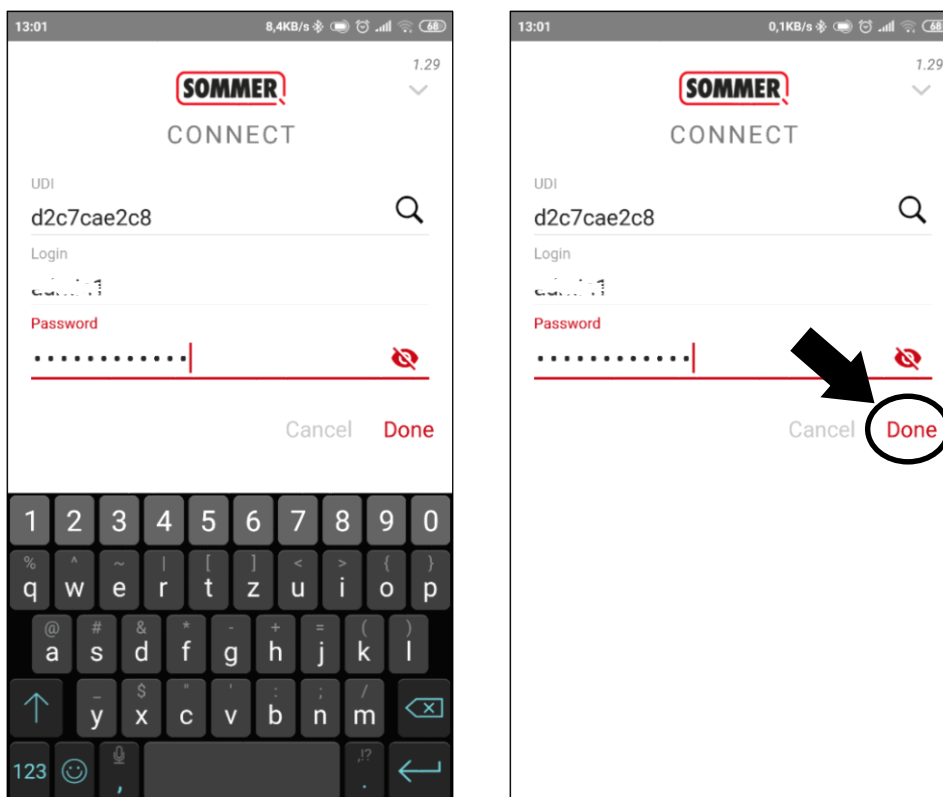 13:01 8,4KB/s 68
1.29
SOMMER
CONNECT
UDI
d2c7cae2c8
Login
Password
............
Cancel Done
1 2 3 4 5 6 7 8 9 0
% ^ ~ | [ ] < > { }
q w e r t z u i o p
@ # & * - + = ( )
a s d f g h j k l
_ $ " ' : ; /
y x c v b n m
,!?
123 , .
13:01 0,1KB/s 68
1.29
SOMMER
CONNECT
UDI
d2c7cae2c8
Login
Password
............
Cancel Done